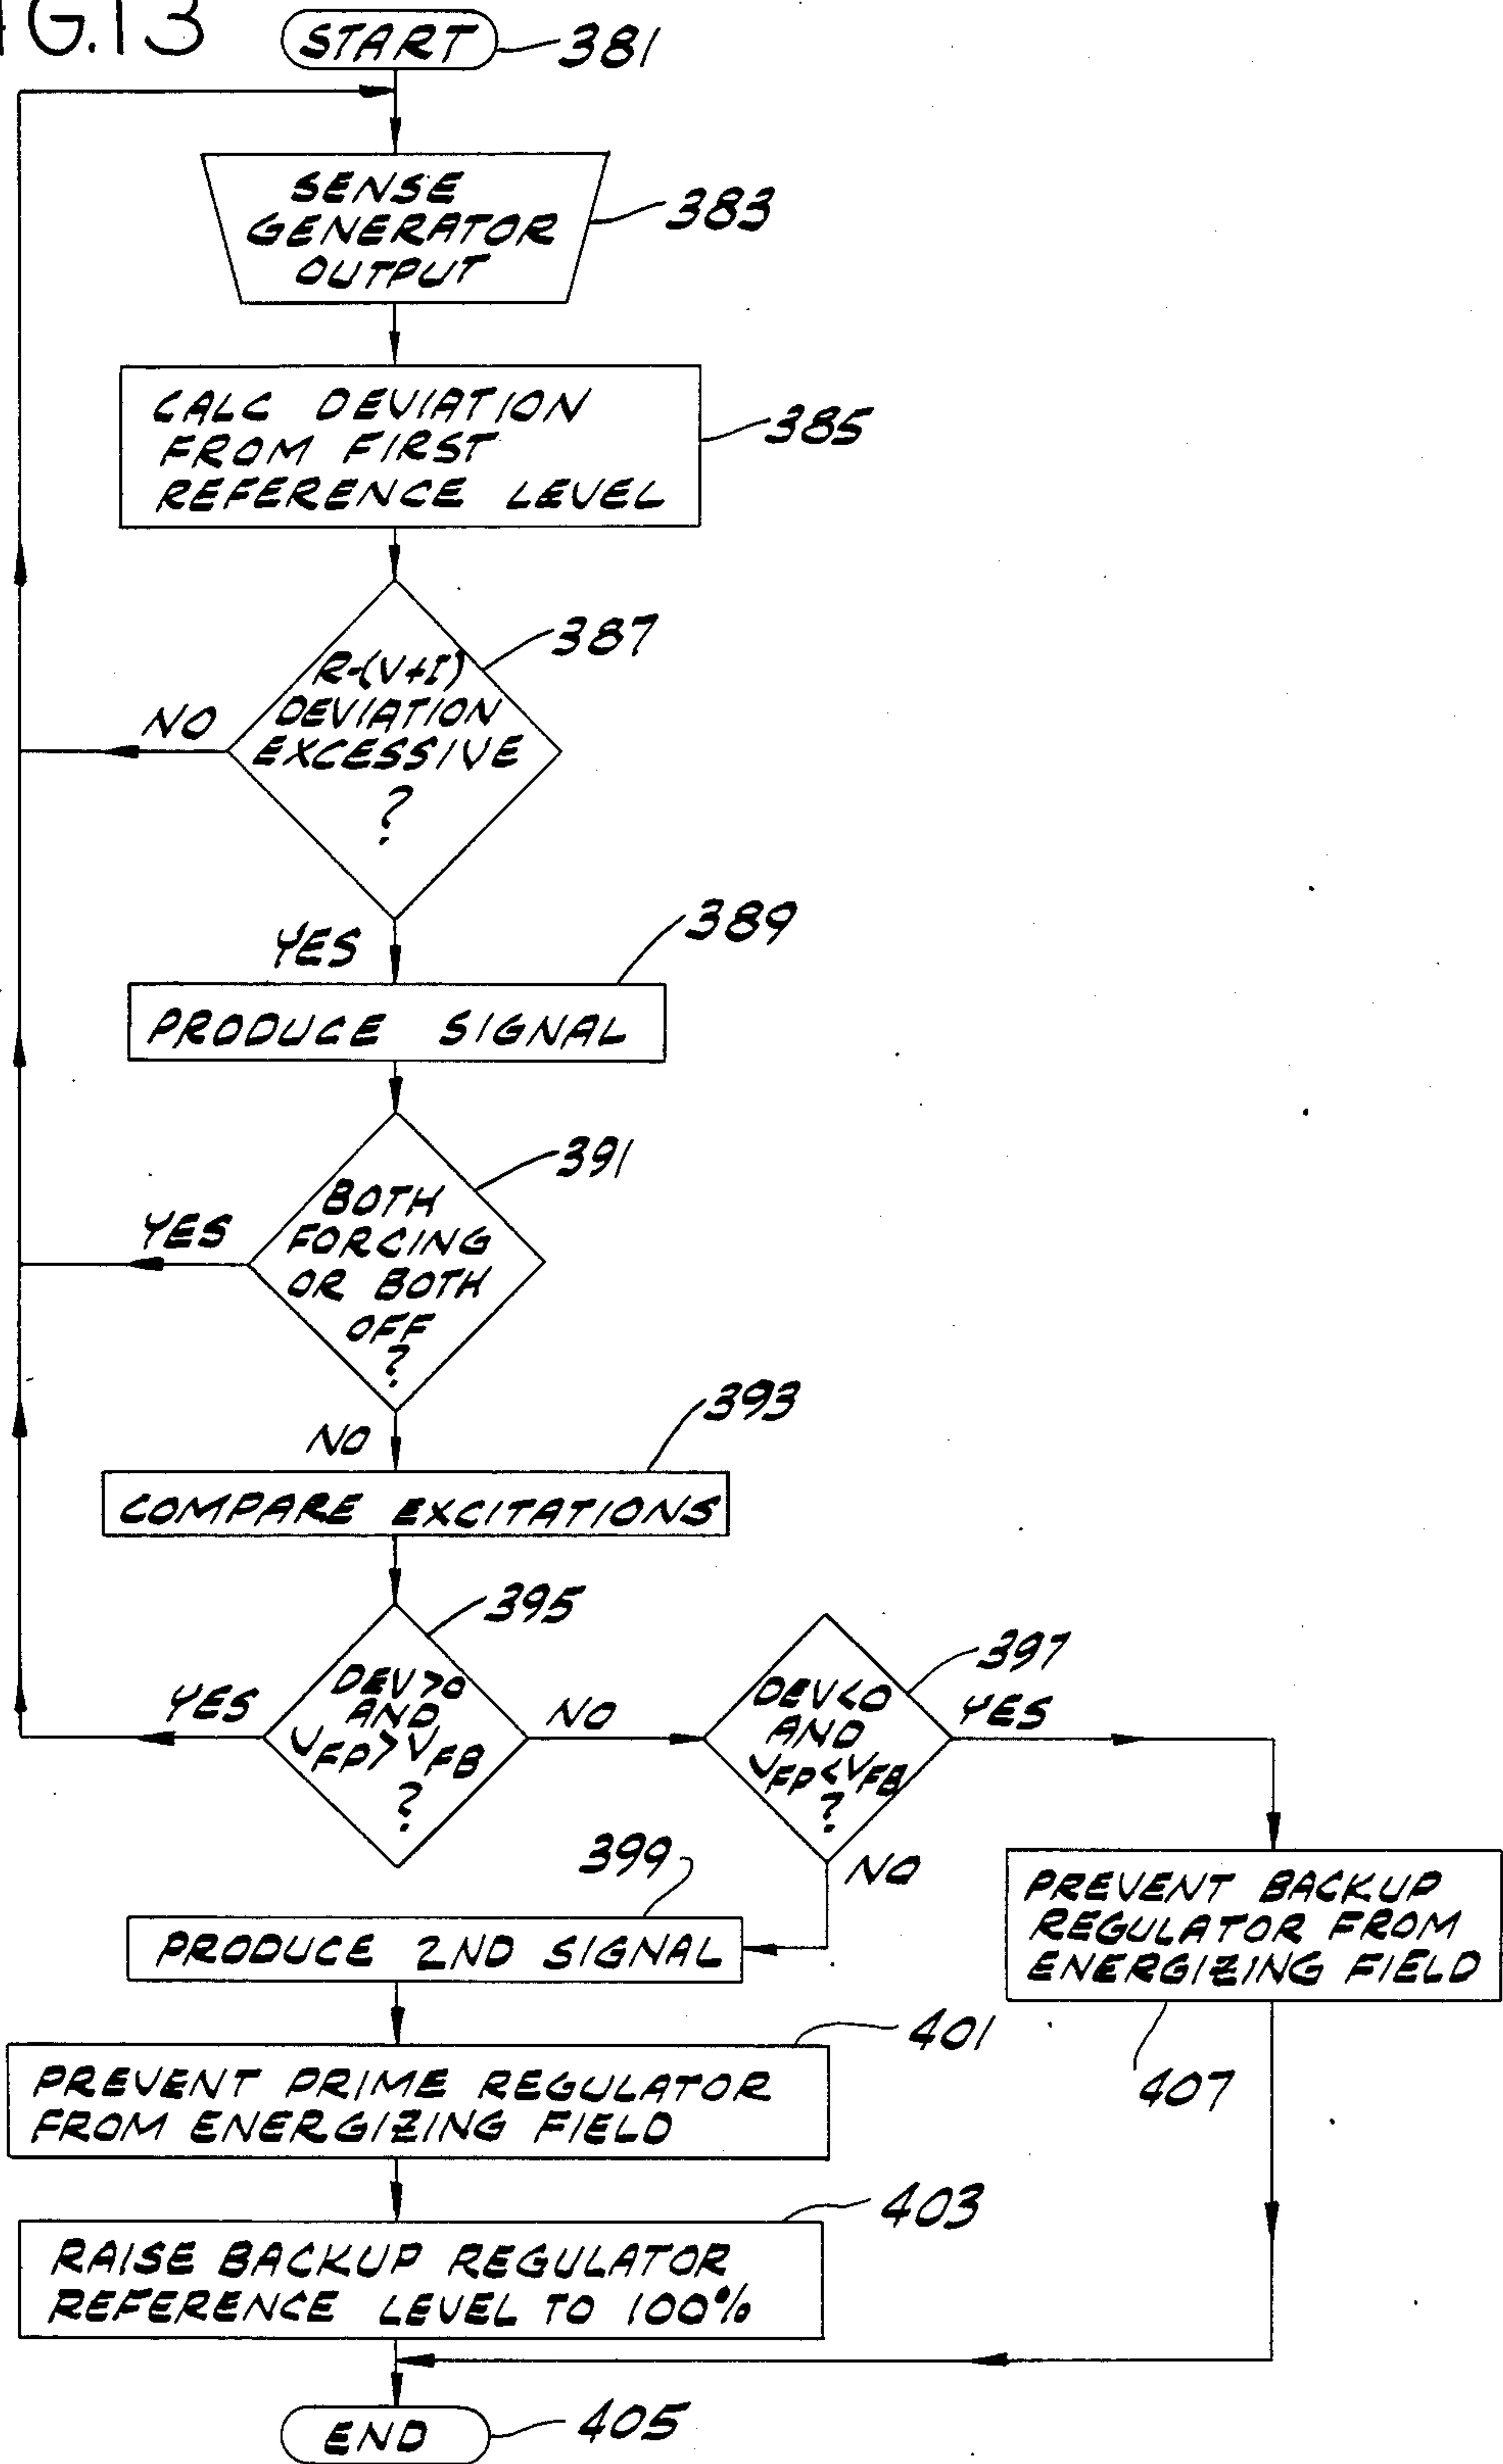 G.13
START
381
SENSE
GENERATOR
OUTPUT
383
CALC DEVIATION
FROM FIRST
REFERENCE LEVEL
385
387
R-(V+I)
DEVIATION
EXCESSIVE
?
NO
YES
389
PRODUCE SIGNAL
391
BOTH
FORCING
OR BOTH
OFF
?
YES
NO
393
COMPARE EXCITATIONS
395
DEV>0
AND
VFP>VFB
?
YES
NO
397
DEV<0
AND
VFP<VFB
?
YES
NO
399
PRODUCE 2ND SIGNAL
PREVENT BACKUP
REGULATOR FROM
ENERGIZING FIELD
407
401
PREVENT PRIME REGULATOR
FROM ENERGIZING FIELD
403
RAISE BACKUP REGULATOR
REFERENCE LEVEL TO 100%
END
405